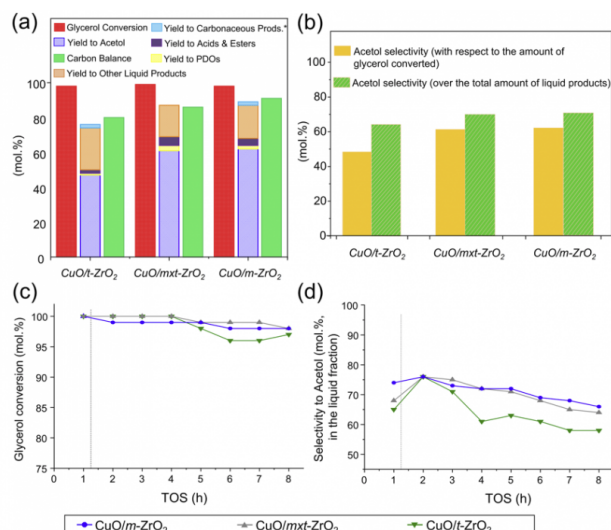 (a)
Glycerol Conversion
Yield to Carbonaceous Prods.*
Yield to Acetol
Yield to Acids & Esters
Carbon Balance
Yield to PDOs
Yield to Other Liquid Products
(mol.%)
100
80
60
40
20
0
CuO/t-ZrO2
CuO/mxt-ZrO2
CuO/m-ZrO2
(b)
Acetol selectivity (with respect to the amount of
glycerol converted)
Acetol selectivity (over the total amount of liquid products)
(mol.%)
100
80
60
40
20
0
CuO/t-ZrO2
CuO/mxt-ZrO2
CuO/m-ZrO2
(c)
Glycerol conversion (mol.%)
100
95
90
85
80
75
0 1 2 3 4 5 6 7 8
TOS (h)
(d)
Selectivity to Acetol (mol.%,
in the liquid fraction)
100
90
80
70
60
50
0 1 2 3 4 5 6 7 8
TOS (h)
CuO/m-ZrO2
CuO/mxt-ZrO2
CuO/t-ZrO2